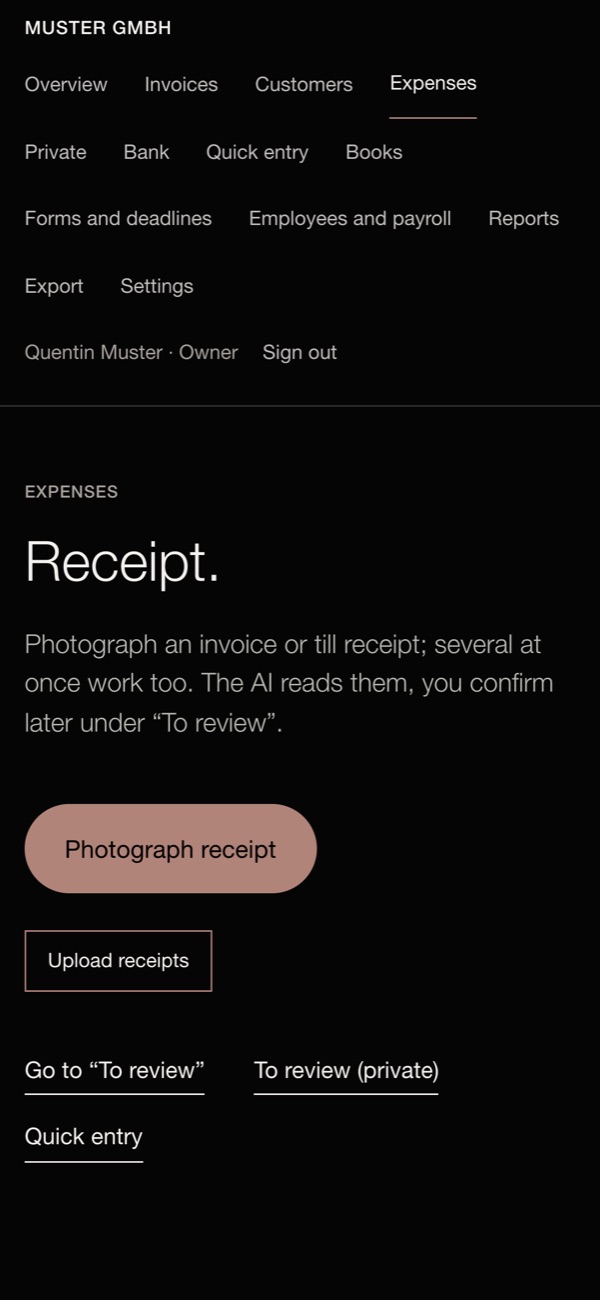 MUSTER GMBH
Overview Invoices Customers Expenses
Private Bank Quick entry Books
Forms and deadlines Employees and payroll Reports
Export Settings
Quentin Muster · Owner Sign out
EXPENSES
Receipt.
Photograph an invoice or till receipt; several at
once work too. The AI reads them, you confirm
later under “To review”.
Photograph receipt
Upload receipts
Go to “To review” To review (private)
Quick entry